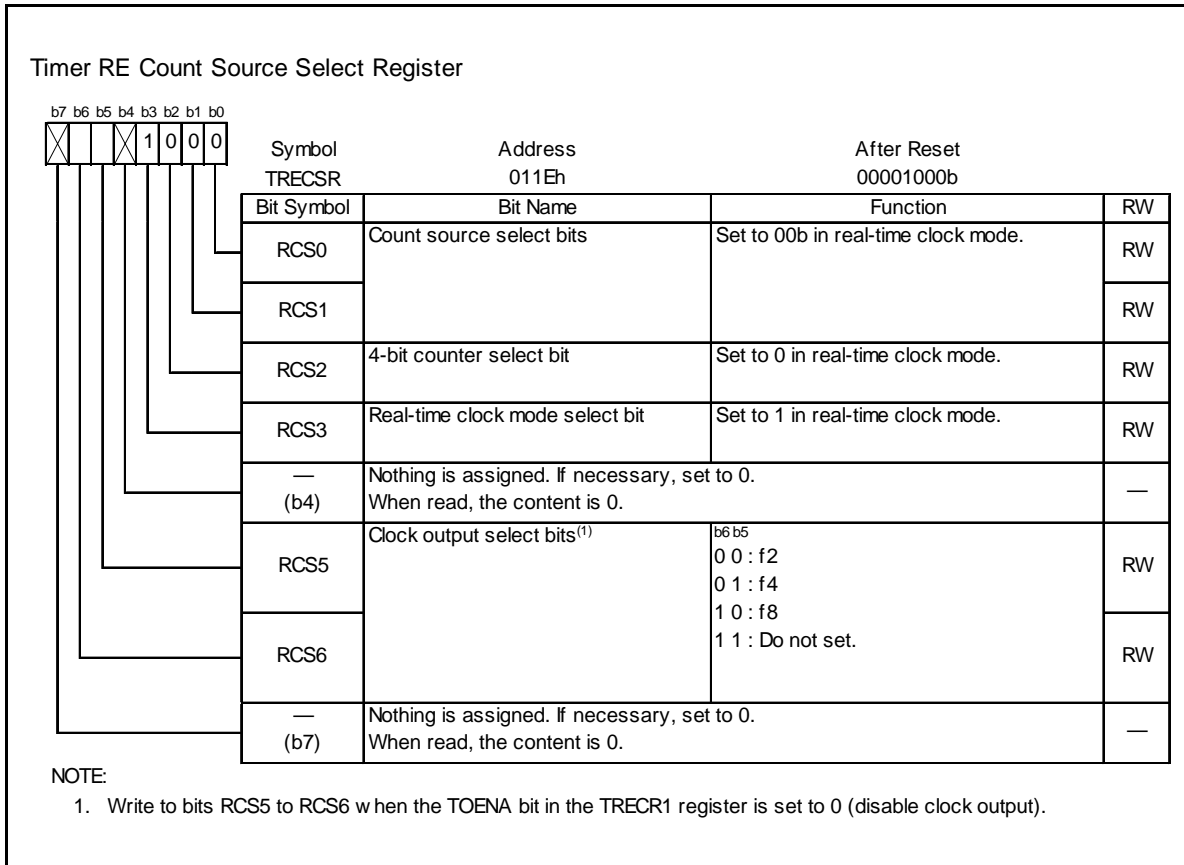 Timer RE Count Source Select Register
b7 b6 b5 b4 b3 b2 b1 b0
1 0 0 0
Symbol Address After Reset
TRECSR 011Eh 00001000b
Bit Symbol Bit Name Function RW
RCS0 Count source select bits Set to 00b in real-time clock mode. RW
RCS1 RW
RCS2 4-bit counter select bit Set to 0 in real-time clock mode. RW
RCS3 Real-time clock mode select bit Set to 1 in real-time clock mode. RW
— Nothing is assigned. If necessary, set to 0. —
(b4) When read, the content is 0.
RCS5 Clock output select bits(1) b6 b5 RW
0 0 : f2
0 1 : f4
1 0 : f8
RCS6 1 1 : Do not set. RW
— Nothing is assigned. If necessary, set to 0. —
(b7) When read, the content is 0.
NOTE:
1. Write to bits RCS5 to RCS6 when the TOENA bit in the TRECR1 register is set to 0 (disable clock output).